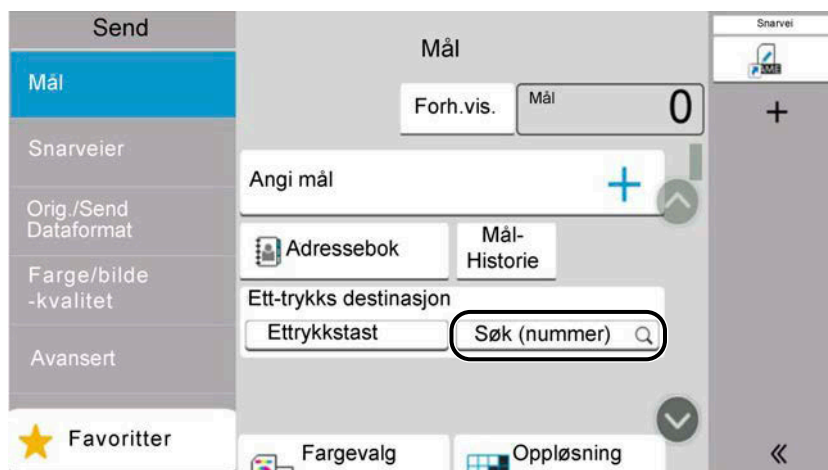 Send
Mål
Snarveier
Orig./Send
Dataformat
Farge/bilde
-kvalitet
Avansert
Favoritter
Mål
Forh.vis.
Mål
0
Angi mål
Adressebok
Mål-
Historie
Ett-trykks destinasjon
Ettrykkstast
Søk (nummer)
Fargevalg
Oppløsning
Snarvei